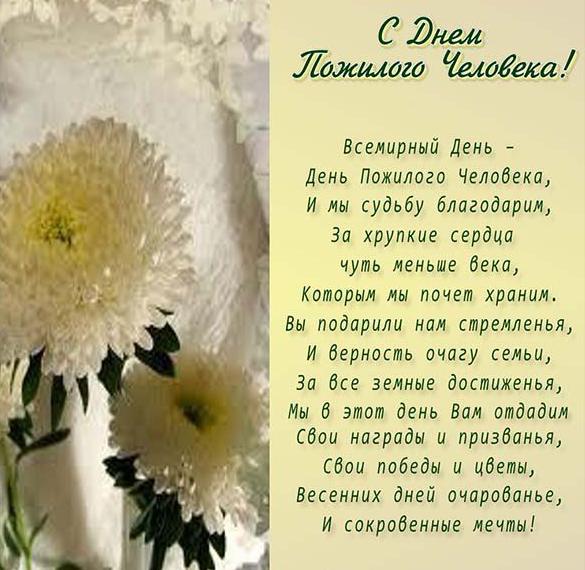 С Днем
Пожилого Человека!
Всемирный День -
День Пожилого Человека,
И мы судьбу благодарим,
За хрупкие сердца
чуть меньше века,
Которым мы почет храним.
Вы подарили нам стремленья,
И верность очагу семьи,
За все земные достиженья,
Мы в этот день Вам отдадим
Свои награды и призванья,
Свои победы и цветы,
Весенних дней очарованье,
И сокровенные мечты!